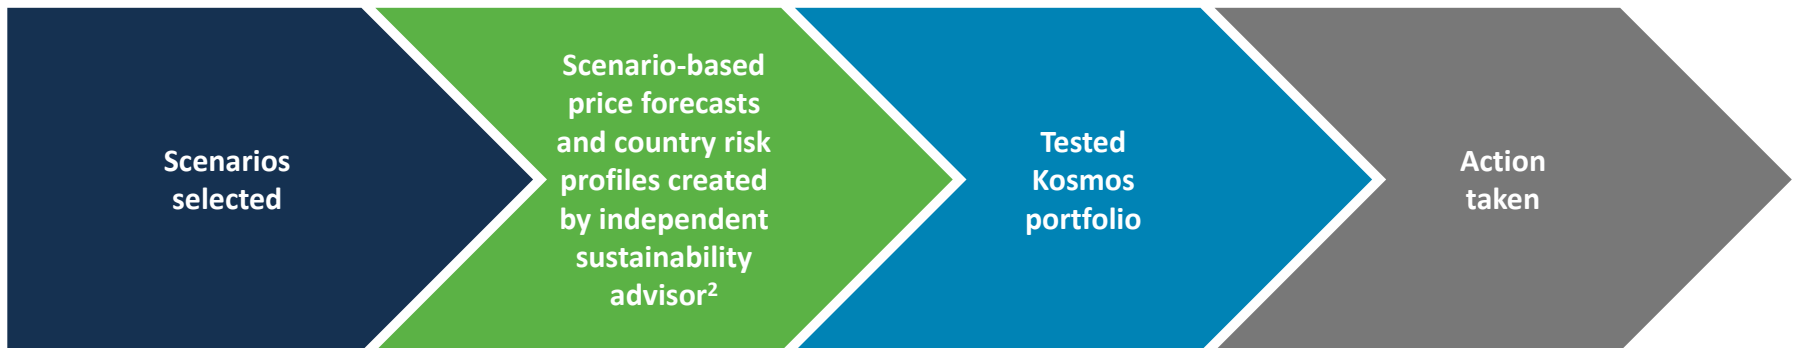 Scenarios
selected
Scenario-based
price forecasts
and country risk
profiles created
by independent
sustainability
advisor²
Tested
Kosmos
portfolio
Action
taken